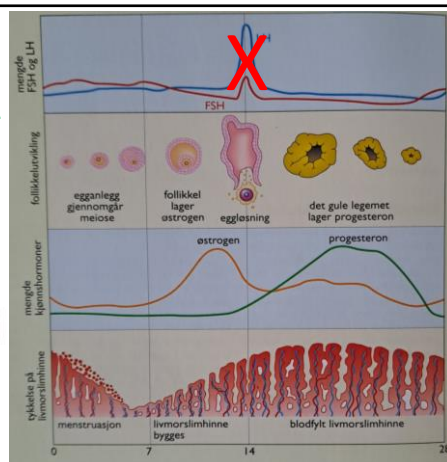 mengde
FSH og LH
LH
X
FSH
follikkelutvikling
egganlegg
gjennomgår
meiose
follikkel
lager
østrogen
eggløsning
det gule legemet
lager progesteron
mengde
kjønnshormoner
østrogen
progesteron
tykkelse på
livmorslimhinne
menstruasjon
livmorslimhinne
bygges
blodfylt livmorslimhinne
0
7
14
28